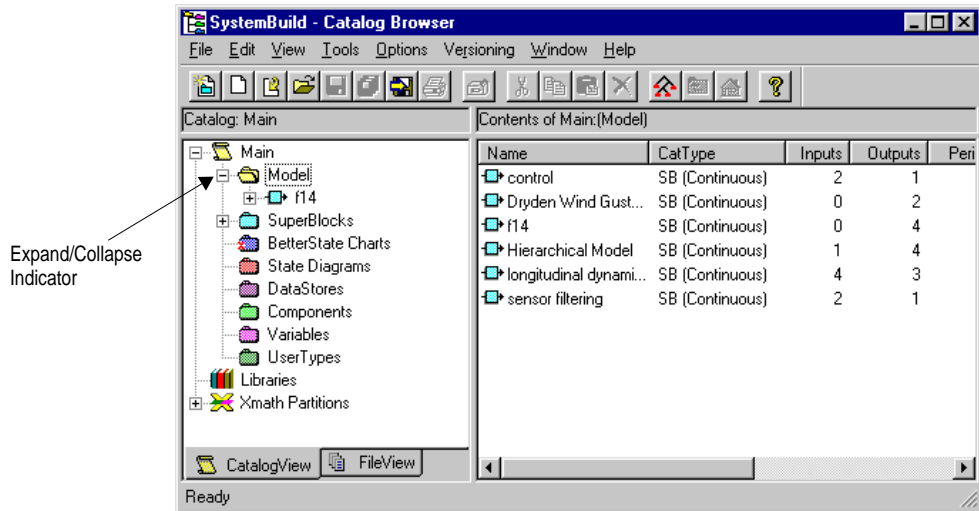 SystemBuild - Catalog Browser
File Edit View Tools Options Versioning Window Help
Catalog: Main
Contents of Main:(Model)
Main
Model
f14
SuperBlocks
BetterState Charts
State Diagrams
DataStores
Components
Variables
UserTypes
Libraries
Xmath Partitions
Expand/Collapse
Indicator
Name CatType Inputs Outputs Peri
control SB (Continuous) 2 1
Dryden Wind Gust... SB (Continuous) 0 2
f14 SB (Continuous) 0 4
Hierarchical Model SB (Continuous) 1 4
longitudinal dynami... SB (Continuous) 4 3
sensor filtering SB (Continuous) 2 1
CatalogView FileView
Ready